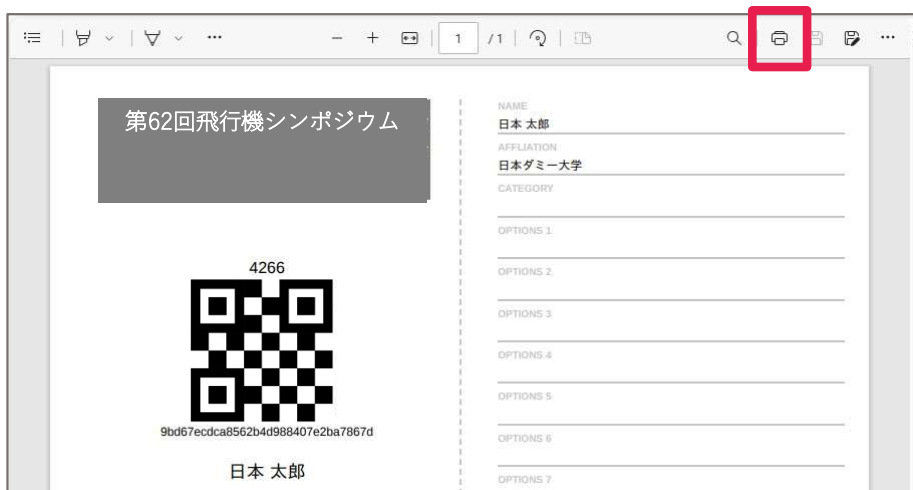 1 /1
第62回飛行機シンポジウム
4266
9bd67ecdca8562b4d988407e2ba7867d
日本 太郎
NAME
日本 太郎
AFFLIATION
日本ダミー大学
CATEGORY
OPTIONS 1
OPTIONS 2
OPTIONS 3
OPTIONS 4
OPTIONS 5
OPTIONS 6
OPTIONS 7